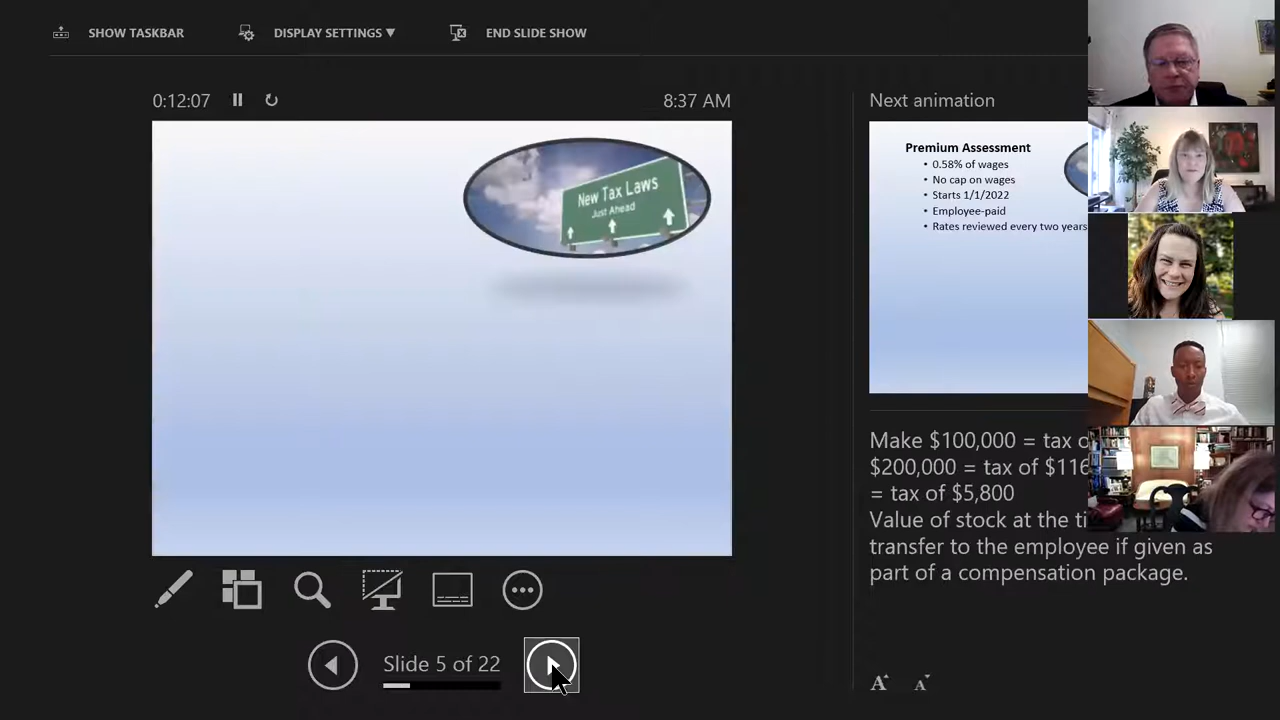 SHOW TASKBAR
DISPLAY SETTINGS ▼
END SLIDE SHOW
0:12:07
8:37 AM
New Tax Laws
Just Ahead
Next animation
Premium Assessment
• 0.58% of wages
• No cap on wages
• Starts 1/1/2022
• Employee-paid
• Rates reviewed every two years
Make $100,000 = tax
$200,000 = tax of
= tax of $5,800
Value of stock at the
transfer to the employee if given as
part of a compensation package.
Slide 5 of 22
A A